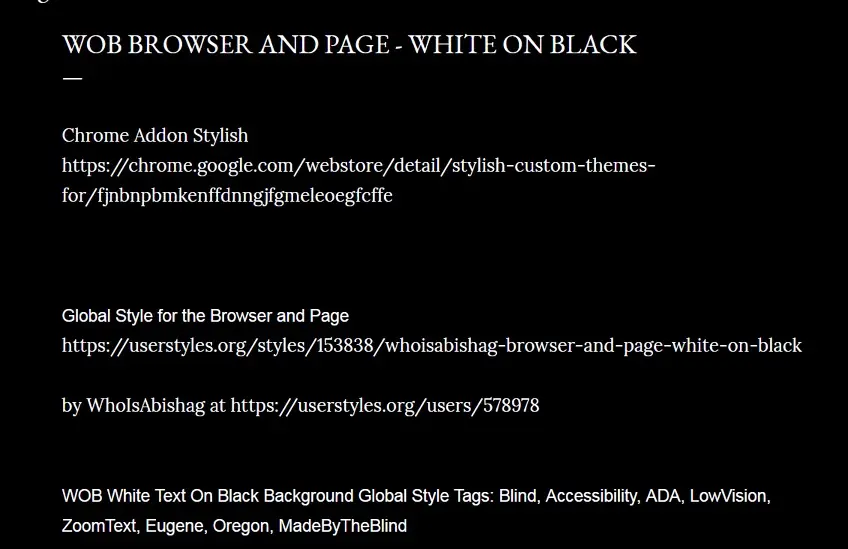 WOB BROWSER AND PAGE - WHITE ON BLACK
—
Chrome Addon Stylish
https://chrome.google.com/webstore/detail/stylish-custom-themes-
for/fjnbnpbmkenffdnngjfgmeleoegfcffe
Global Style for the Browser and Page
https://userstyles.org/styles/153838/whoisabishag-browser-and-page-white-on-black
by WhoIsAbishag at https://userstyles.org/users/578978
WOB White Text On Black Background Global Style Tags: Blind, Accessibility, ADA, LowVision,
ZoomText, Eugene, Oregon, MadeByTheBlind